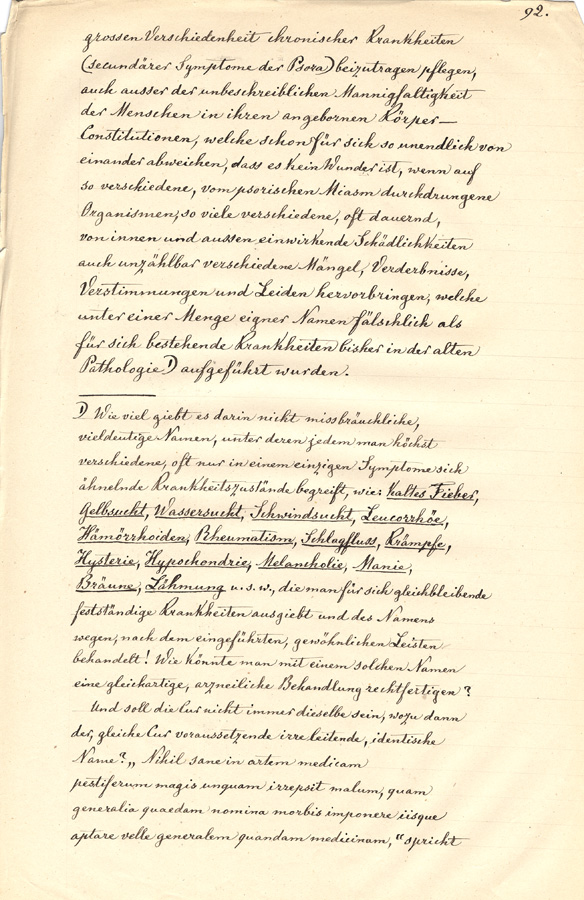 92.
grossen Verschiedenheit chronischer Krankheiten
(secundärer Symptome der Psora) beizutragen pflegen,
auch ausser der unbeschreiblichen Mannigfaltigkeit
der Menschen in ihren angebornen Körper-
Constitutionen, welche schon für sich so unendlich von
einander abweichen, dass es kein Wunder ist, wenn auf
so verschiedene, vom psorischen Miasm durchdrungene
Organismen, so viele verschiedene, oft dauernd,
von innen und aussen einwirkende Schädlichkeiten
auch unzählbar verschiedene Mängel, Verderbnisse,
Verstimmungen und Leiden hervorbringen, welche
unter einer Menge eigner Namen fälschlich als
für sich bestehende Krankheiten bisher in der alten
Pathologie 1) aufgeführt wurden.
1) Wie viel giebt es darin nicht missbräuchliche,
vieldeutige Namen, unter deren jedem man höchst
verschiedene, oft nur in einem einzigen Symptome sich
ähnelnde Krankheitszustände begreift, wie: kaltes Fieber,
Gelbsucht, Wassersucht, Schwindsucht, Leucorrhöe,
Hämörrhoiden, Rheumatism, Schlagfluss, Krämpfe,
Hysterie, Hypochondrie, Melancholie, Manie,
Bräune, Lähmung u. s. w., die man für sich gleichbleibende
festständige Krankheiten ausgiebt und des Namens
wegen, nach dem eingeführten, gewöhnlichen Leisten
behandelt! Wie könnte man mit einem solchen Namen
eine gleichartige, arzneiliche Behandlung rechtfertigen?
Und soll die Cur nicht immer dieselbe sein, wozu dann
der, gleiche Cur voraussetzende irre leitende, identische
Name? „Nihil sane in artem medicam
pestiferum magis unquam irrepsit malum, quam
generalia quaedam nomina morbis imponere iisque
aptare velle generalem quandam medicinam," spricht